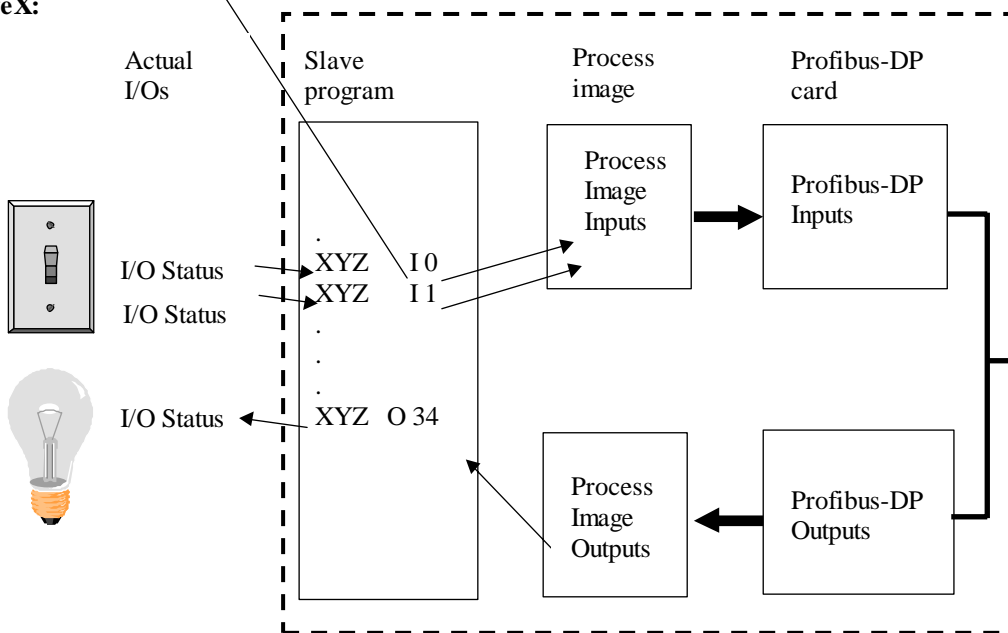 eX:
Actual
I/Os
Slave
program
Process
image
Profibus-DP
card
Process
Image
Inputs
Profibus-DP
Inputs
.
XYZ I 0
XYZ I 1
.
.
.
XYZ O 34
I/O Status
I/O Status
I/O Status
Process
Image
Outputs
Profibus-DP
Outputs